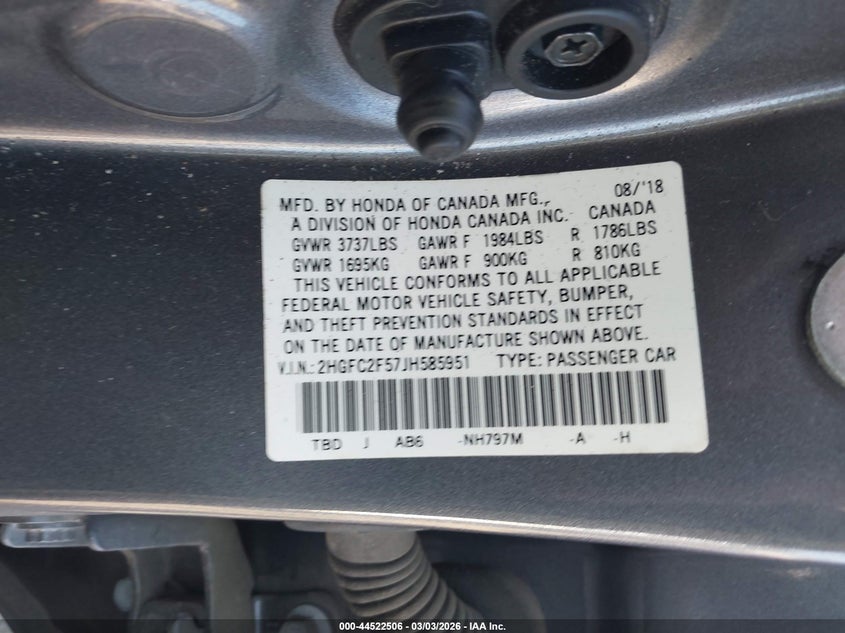 MFD. BY HONDA OF CANADA MFG., 08/'18
A DIVISION OF HONDA CANADA INC. CANADA
GVWR 3737LBS GAWR F 1984LBS R 1786LBS
GVWR 1695KG GAWR F 900KG R 810KG
THIS VEHICLE CONFORMS TO ALL APPLICABLE
FEDERAL MOTOR VEHICLE SAFETY, BUMPER,
AND THEFT PREVENTION STANDARDS IN EFFECT
ON THE DATE OF MANUFACTURE SHOWN ABOVE.
V.I.N.: 2HGFC2F57JH585951 TYPE: PASSENGER CAR
TBD J AB6 -NH797M -A -H
000-44522506 - 03/03/2026 - IAA Inc.